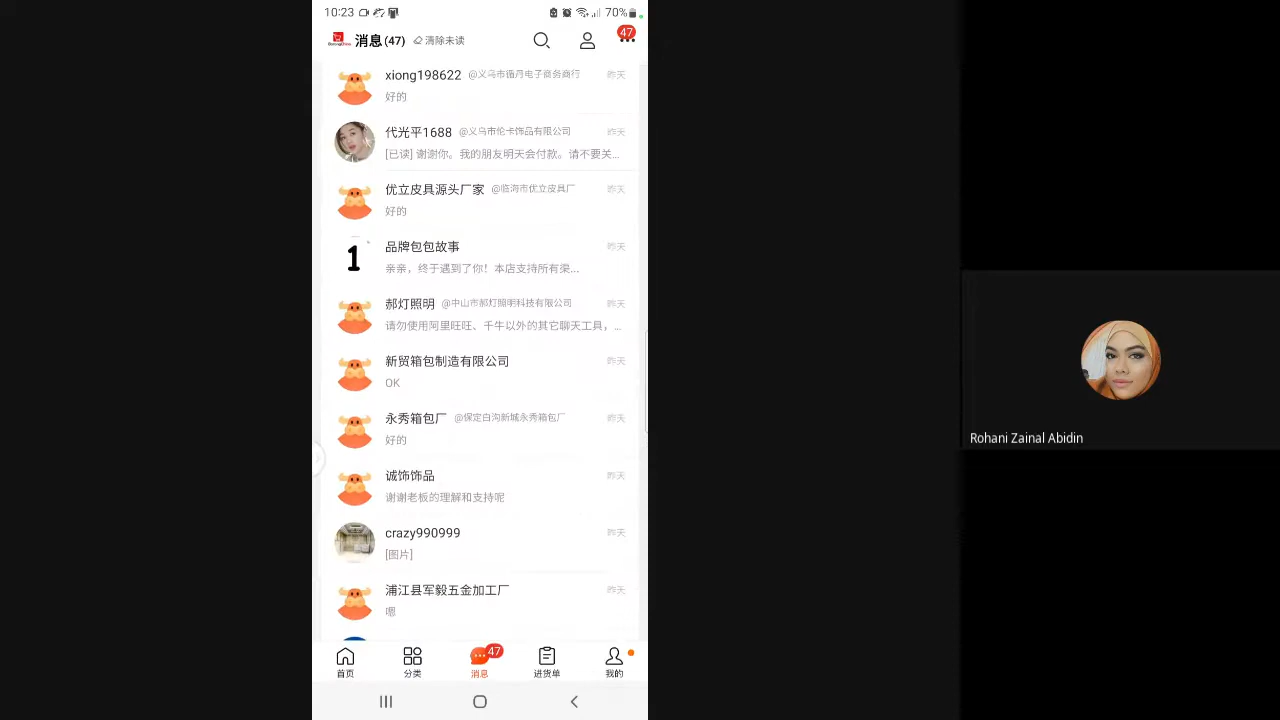 10:23
70%
消息(47) 清除未读
47
xiong198622 @义乌市循月电子商务商行 昨天
好的
代光平1688 @义乌市伦卡饰品有限公司 昨天
[已读] 谢谢你。我的朋友明天会付款。请不要关...
优立皮具源头厂家 @临海市优立皮具厂 昨天
好的
1
品牌包包故事 昨天
亲亲，终于遇到了你！本店支持所有渠...
郝灯照明 @中山市郝灯照明科技有限公司 昨天
请勿使用阿里旺旺、千牛以外的其它聊天工具，...
新贸箱包制造有限公司 昨天
OK
永秀箱包厂 @保定白沟新城永秀箱包厂 昨天
好的
诚饰饰品 昨天
谢谢老板的理解和支持呢
crazy990999 昨天
[图片]
浦江县军毅五金加工厂 昨天
嗯
47
首页 分类 消息 进货单 我的
Rohani Zainal Abidin